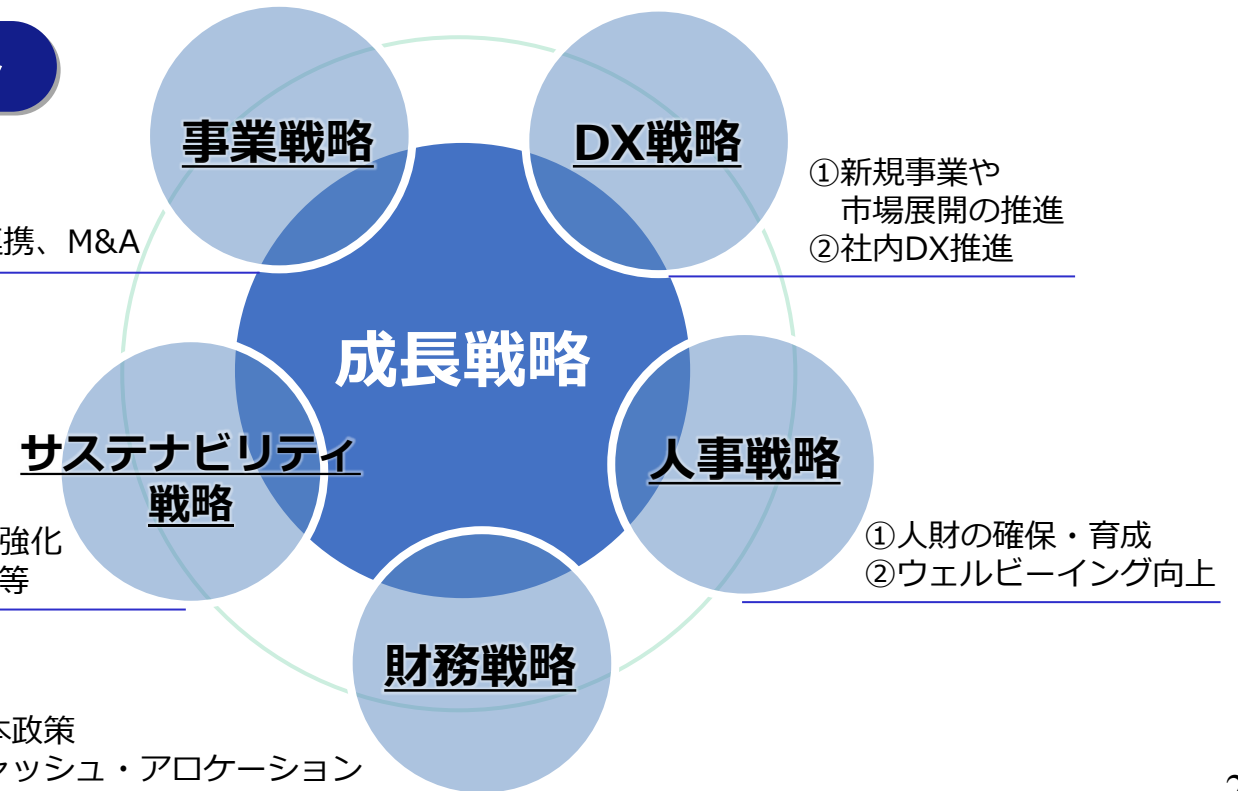 事業戦略
DX戦略
①新規事業や
市場展開の推進
②社内DX推進
携、M&A
成長戦略
サステナビリティ
戦略
人事戦略
強化
等
①人財の確保・育成
②ウェルビーイング向上
財務戦略
政策
ャッシュ・アロケーション